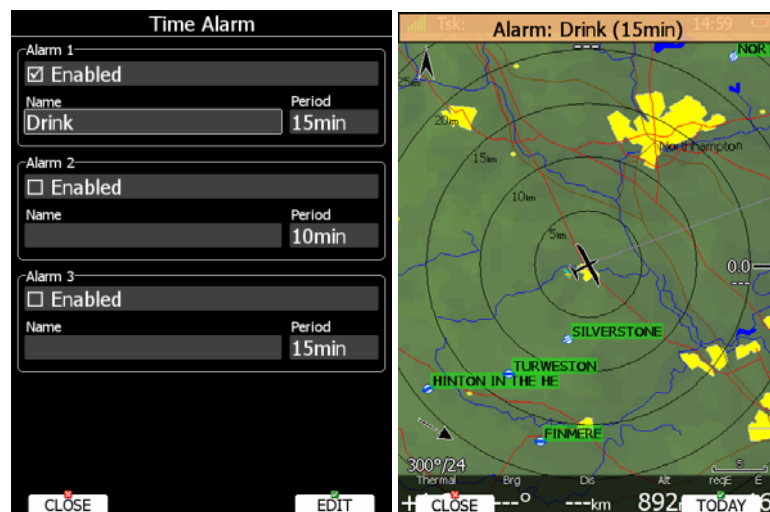 Time Alarm
Alarm 1
Enabled
Name Period
Drink 15min
Alarm 2
Enabled
Name Period
10min
Alarm 3
Enabled
Name Period
15min
CLOSE EDIT
Tsk: 14:59
Alarm: Drink (15min)
---
NOR
20km
Northampton
15km
10km
5km
0.0
---
SILVERSTONE
TURWESTON
HINTON IN THE HE
FINMERE
300°/24
5
Thermal Brg Dis Alt reqE E
CLOSE ---° ---km 892 TODAY